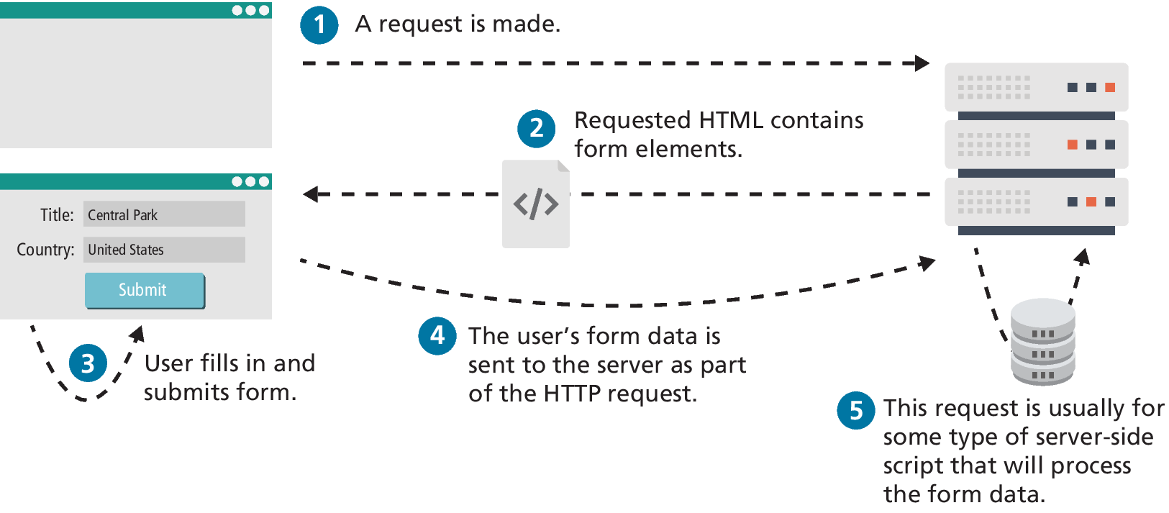 1 A request is made.
2 Requested HTML contains
form elements.
</>
Title: Central Park
Country: United States
Submit
3 User fills in and
submits form.
4 The user’s form data is
sent to the server as part
of the HTTP request.
5 This request is usually for
some type of server-side
script that will process
the form data.